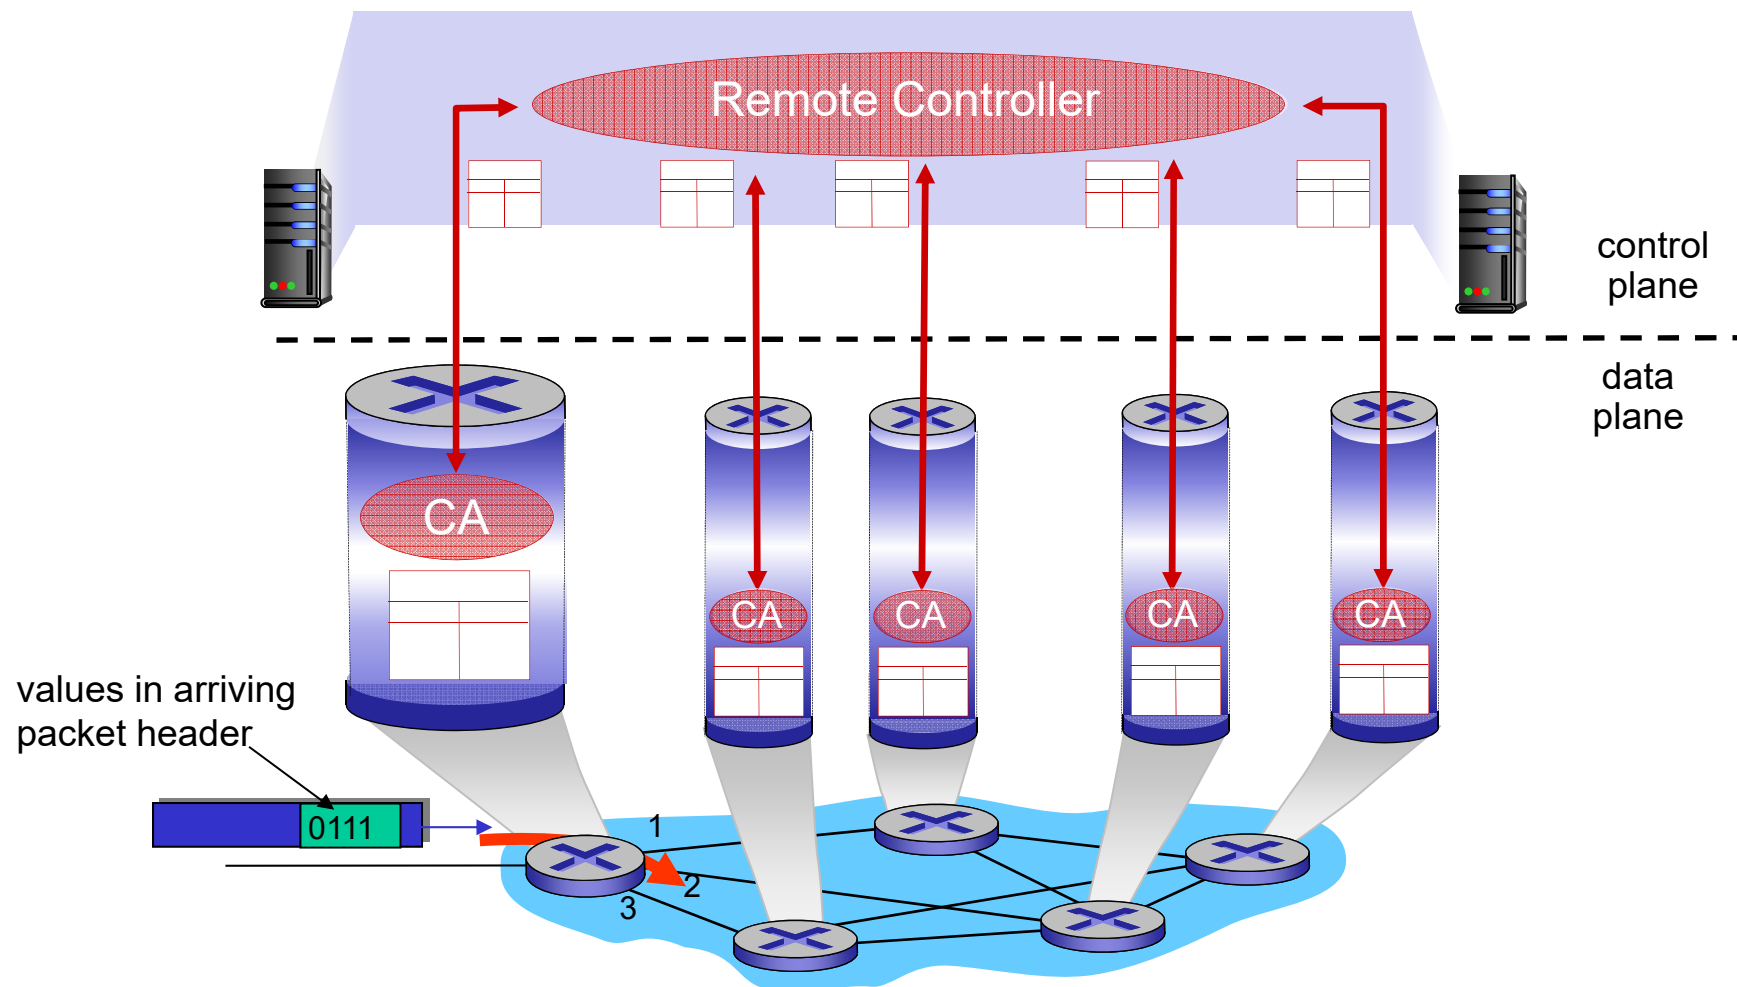 Remote Controller
control
plane
data
plane
CA
CA
CA
CA
CA
values in arriving
packet header
0111
1
2
3